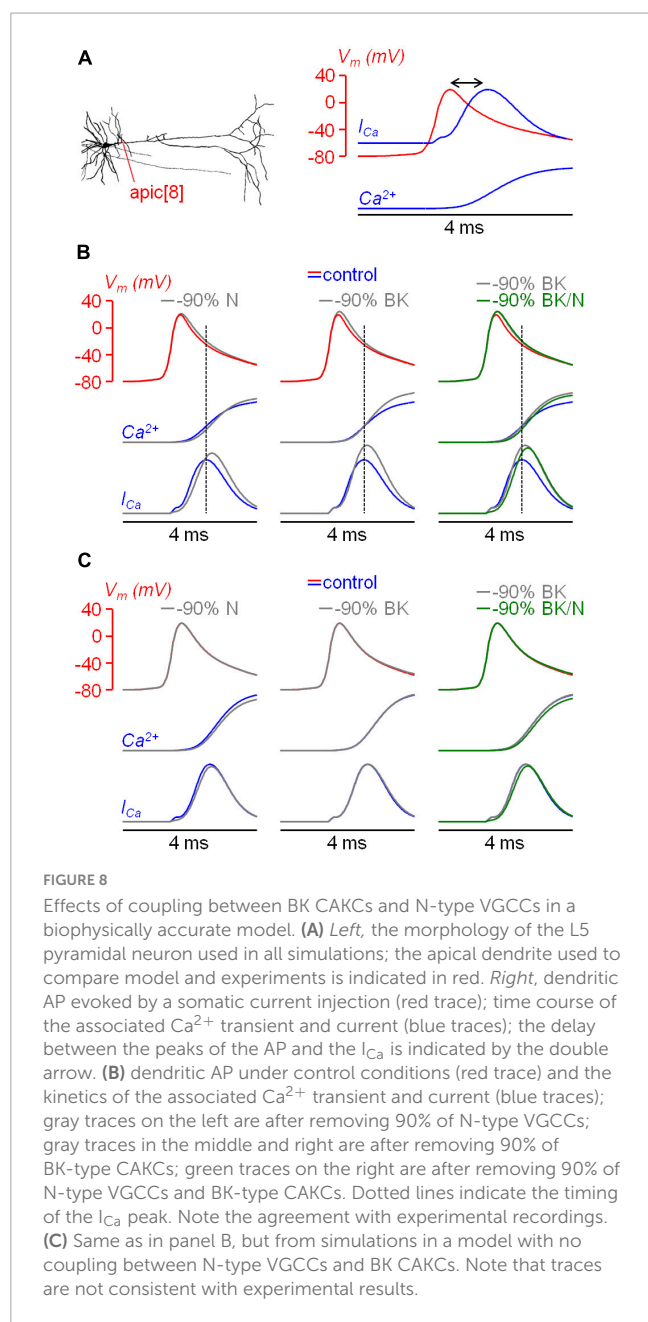 A
V_m (mV)
40
0
-40
-80
I_Ca
Ca²⁺
apic[8]
4 ms
B
V_m (mV)
40
0
-40
-80
-90% N
control
-90% BK
-90% BK
-90% BK/N
Ca²⁺
I_Ca
4 ms
4 ms
4 ms
C
V_m (mV)
40
0
-40
-80
-90% N
control
-90% BK
-90% BK
-90% BK/N
Ca²⁺
I_Ca
4 ms
4 ms
4 ms
FIGURE 8
Effects of coupling between BK CAKCs and N-type VGCCs in a
biophysically accurate model. (A) Left, the morphology of the L5
pyramidal neuron used in all simulations; the apical dendrite used to
compare model and experiments is indicated in red. Right, dendritic
AP evoked by a somatic current injection (red trace); time course of
the associated Ca²⁺ transient and current (blue traces); the delay
between the peaks of the AP and the I_Ca is indicated by the double
arrow. (B) dendritic AP under control conditions (red trace) and the
kinetics of the associated Ca²⁺ transient and current (blue traces);
gray traces on the left are after removing 90% of N-type VGCCs;
gray traces in the middle and right are after removing 90% of
BK-type CAKCs; green traces on the right are after removing 90% of
N-type VGCCs and BK-type CAKCs. Dotted lines indicate the timing
of the I_Ca peak. Note the agreement with experimental recordings.
(C) Same as in panel B, but from simulations in a model with no
coupling between N-type VGCCs and BK CAKCs. Note that traces
are not consistent with experimental results.